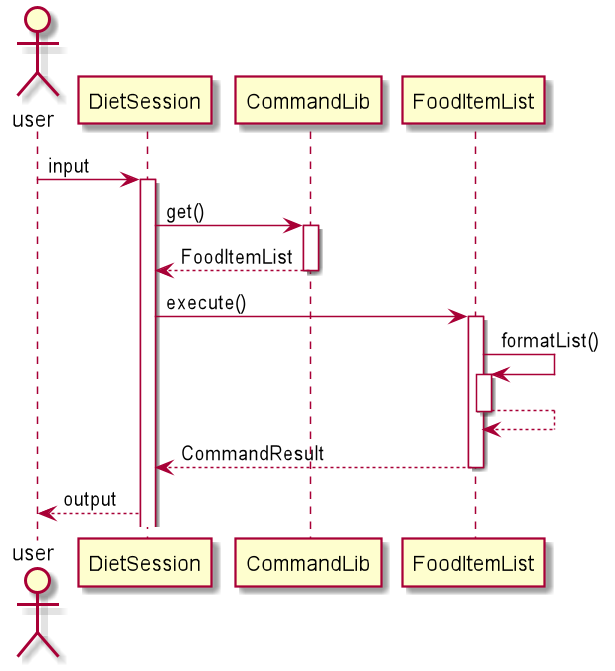 user
DietSession
CommandLib
FoodItemList
input
get()
FoodItemList
execute()
formatList()
CommandResult
output
user
DietSession
CommandLib
FoodItemList